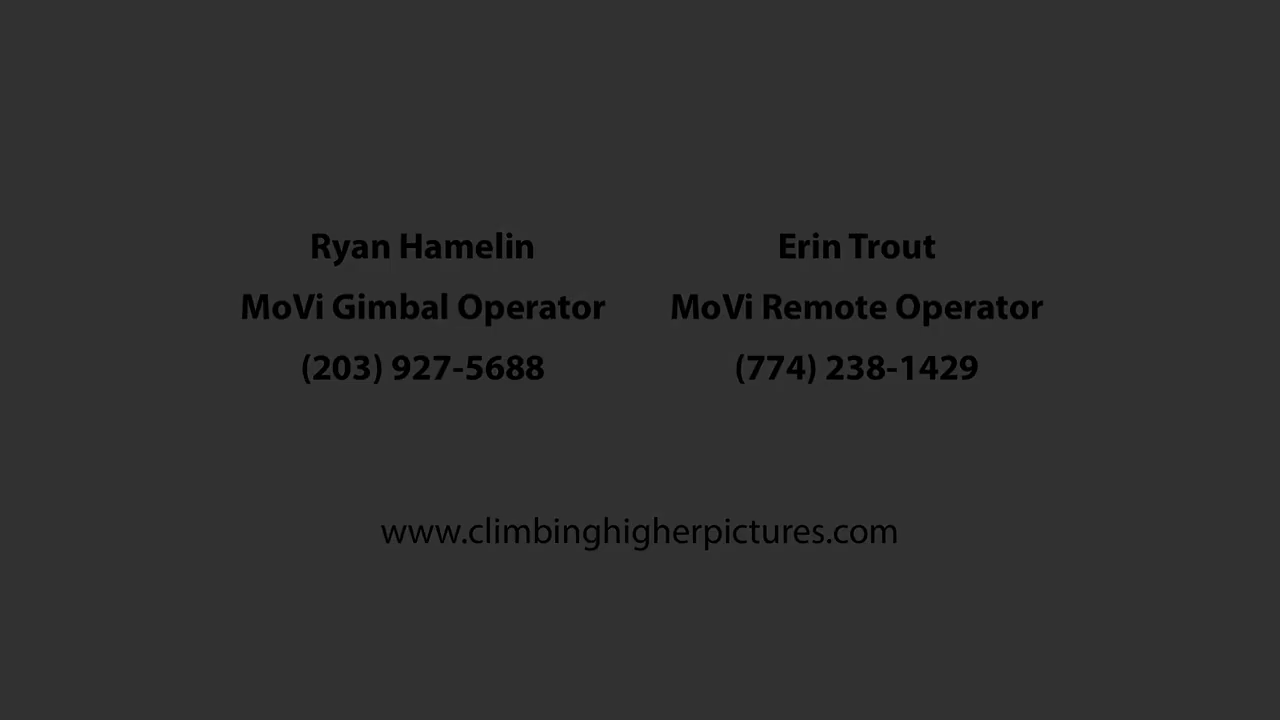 Ryan Hamelin
MoVi Gimbal Operator
(203) 927-5688
Erin Trout
MoVi Remote Operator
(774) 238-1429
www.climbinghigherpictures.com